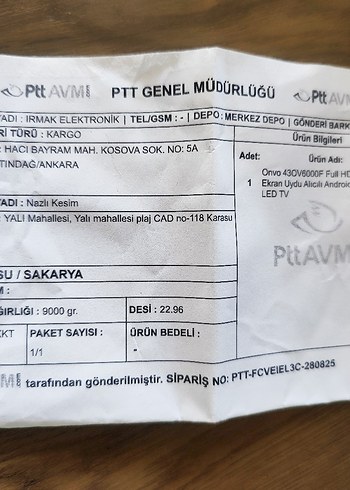 PttAVM PTT GENEL MÜDÜRLÜĞÜ PttAVM
ADI : IRMAK ELEKTRONİK | TEL/GSM : - | DEPO: MERKEZ DEPO | GÖNDERİ BARK
Rİ TÜRÜ : KARGO
Ürün Bilgileri
: HACI BAYRAM MAH. KOSOVA SOK. NO: 5A
TINDAĞ/ANKARA
Adet: Ürün Adı:
Onvo 43OV6000F Full HD
1 Ekran Uydu Alıcılı Android
LED TV
ADI : Nazlı Kesim
: YALI Mahallesi, Yalı mahallesi plaj CAD no-118 Karasu
PttAVM
SU / SAKARYA
M :
ĞIRLIĞI : 9000 gr. DESİ : 22.96
KT PAKET SAYISI : ÜRÜN BEDELİ :
1/1 -
M tarafından gönderilmiştir. SİPARİŞ NO: PTT-FCVEIEL3C-280825